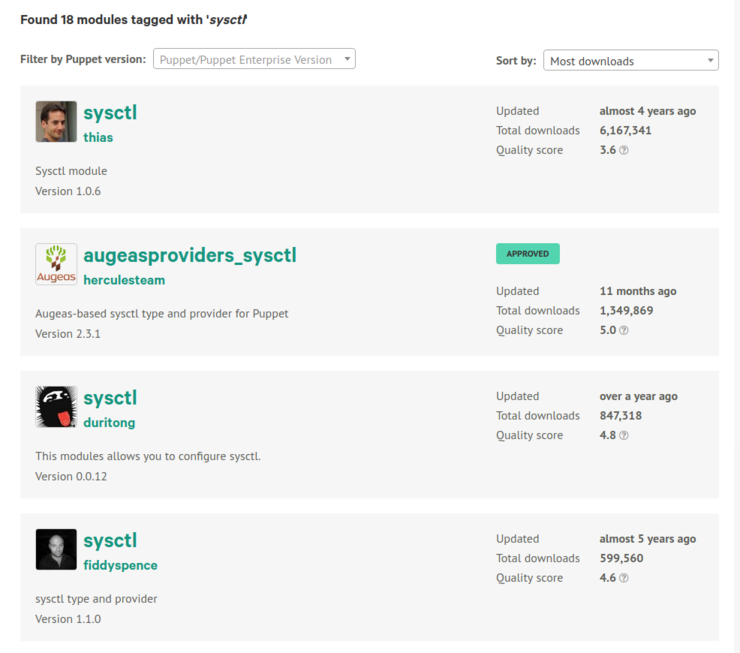 Found 18 modules tagged with 'sysctl'
Filter by Puppet version: Puppet/Puppet Enterprise Version Sort by: Most downloads
sysctl
thias
Updated almost 4 years ago
Total downloads 6,167,341
Quality score 3.6 ?
Sysctl module
Version 1.0.6
augeasproviders_sysctl
herculesteam
Augeas
APPROVED
Updated 11 months ago
Total downloads 1,349,869
Quality score 5.0 ?
Augeas-based sysctl type and provider for Puppet
Version 2.3.1
sysctl
duritong
Updated over a year ago
Total downloads 847,318
Quality score 4.8 ?
This modules allows you to configure sysctl.
Version 0.0.12
sysctl
fiddyspence
Updated almost 5 years ago
Total downloads 599,560
Quality score 4.6 ?
sysctl type and provider
Version 1.1.0